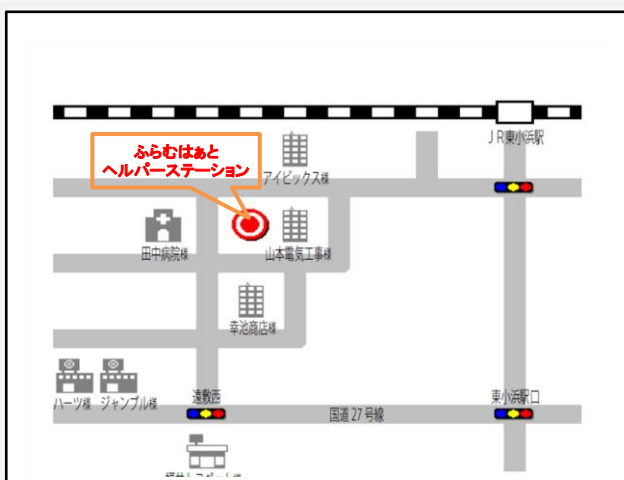 JR東小浜駅
ふらむはぁと
ヘルパーステーション
アイビックス様
田中病院様
山本電気工事様
幸池商店様
ハーツ様
ジャンブル様
遠敷西
国道27号線
東小浜駅口